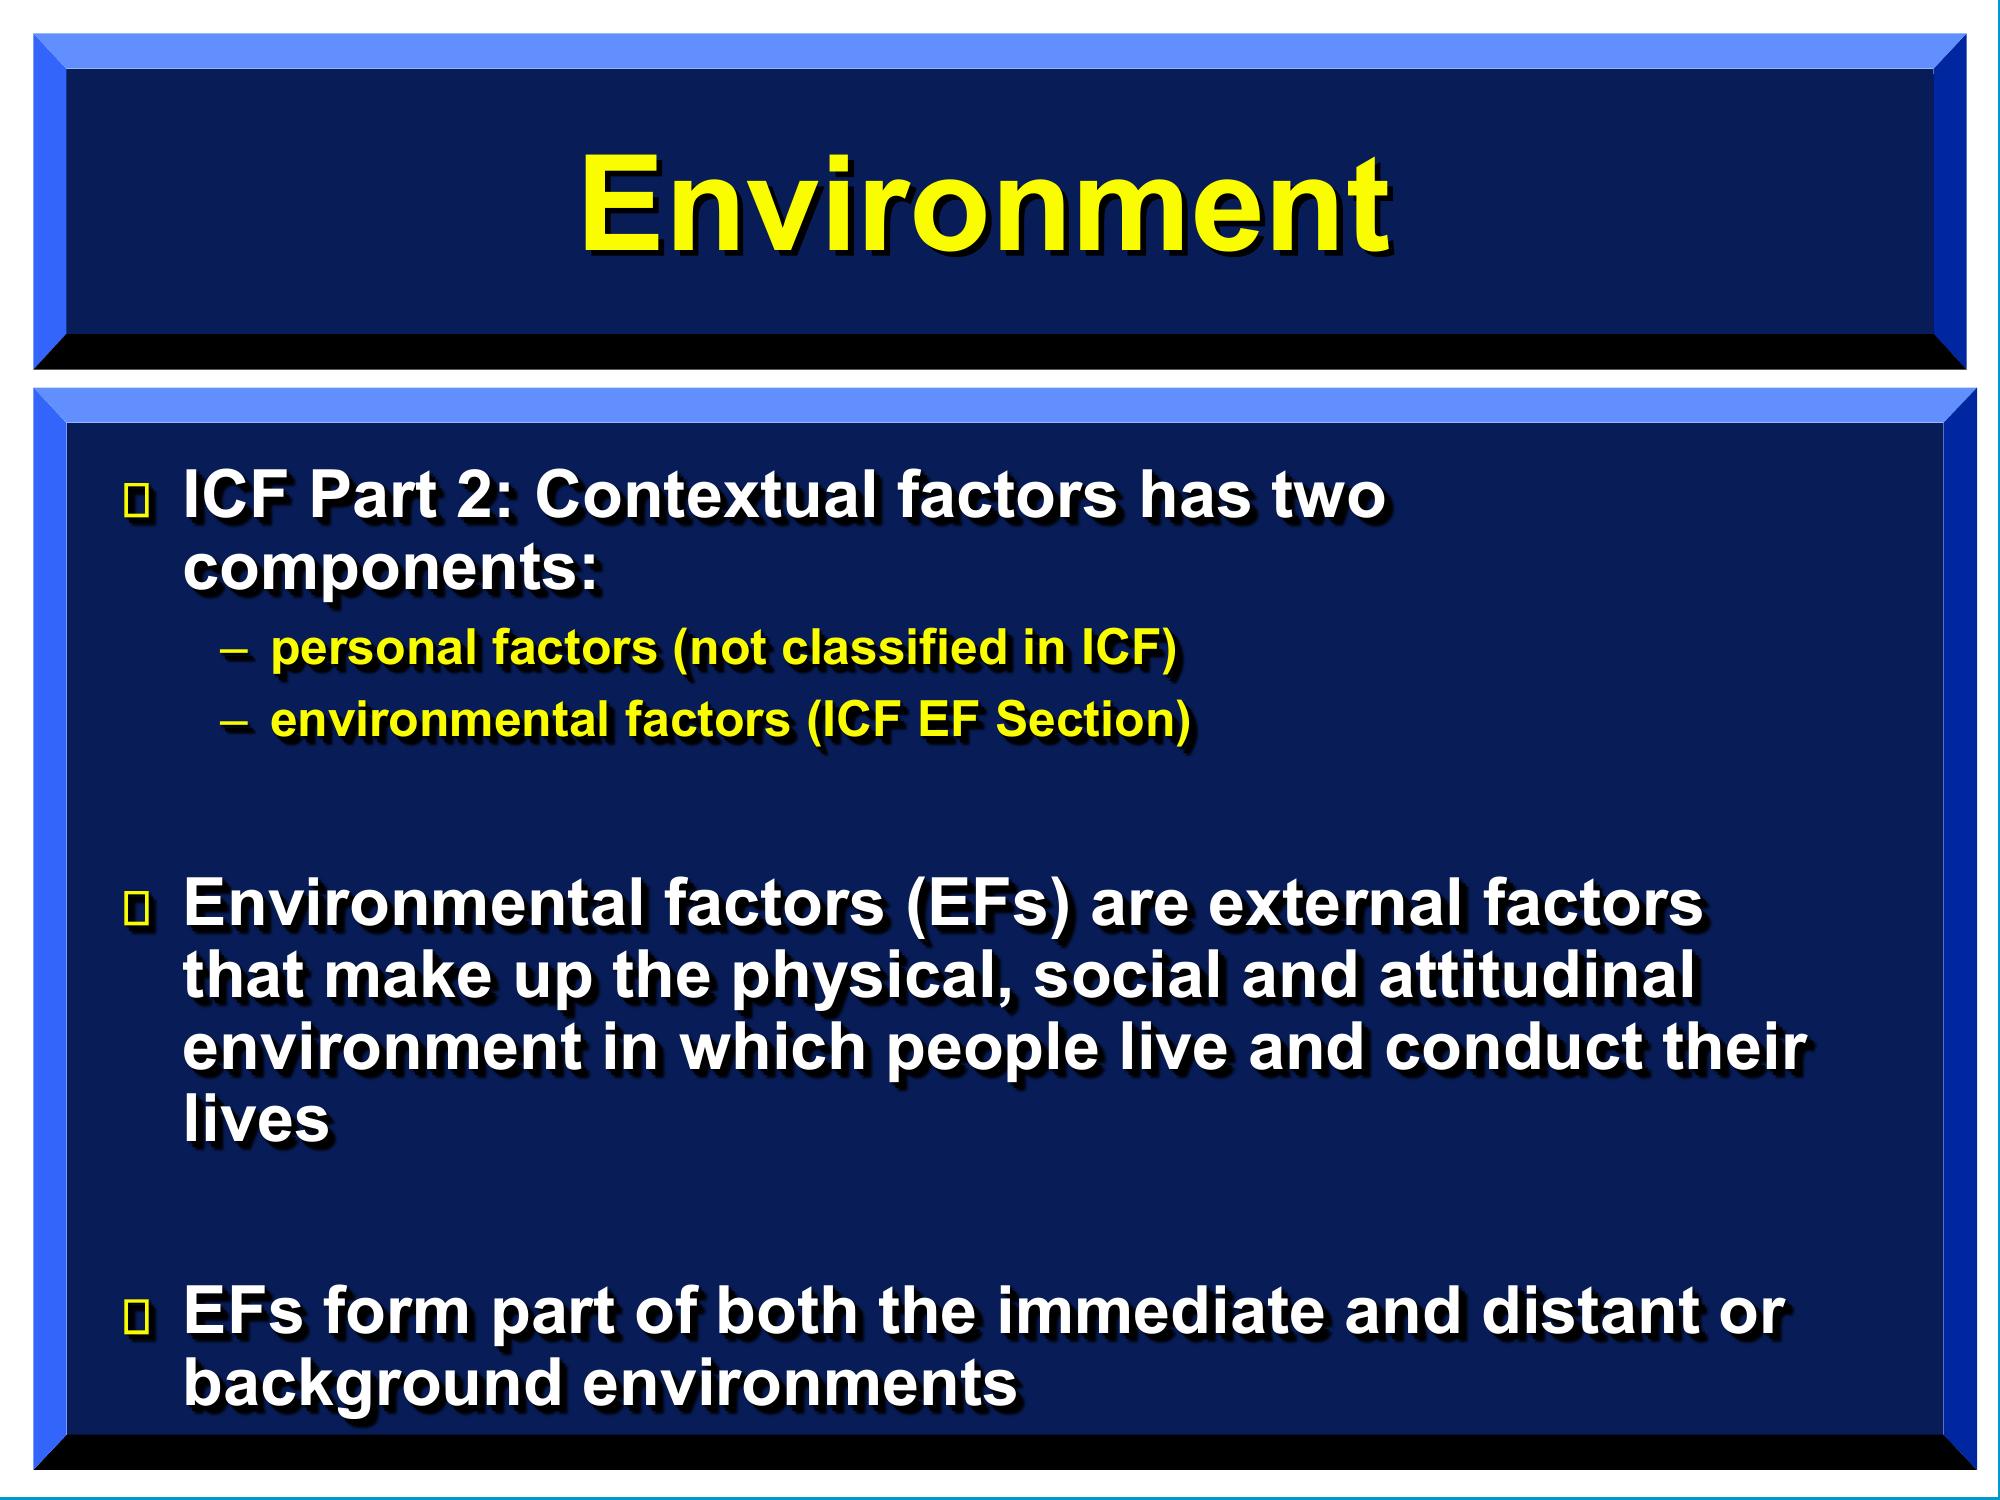 Environment
ICF Part 2: Contextual factors has two
components:
– personal factors (not classified in ICF)
– environmental factors (ICF EF Section)
Environmental factors (EFs) are external factors
that make up the physical, social and attitudinal
environment in which people live and conduct their
lives
EFs form part of both the immediate and distant or
background environments